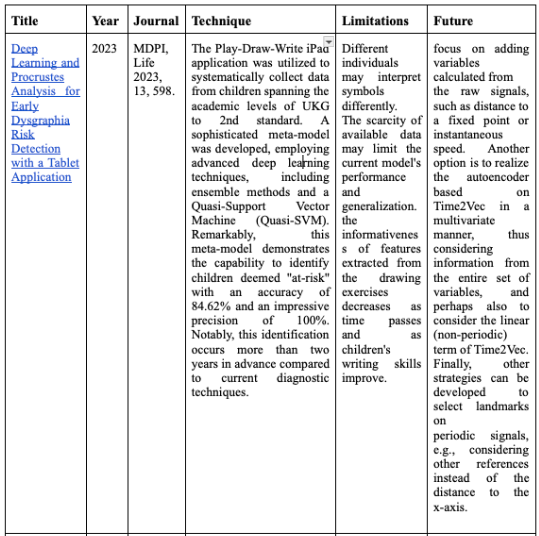 Title Year Journal Technique Limitations Future
Deep
Learning and
Procrustes
Analysis for
Early
Dysgraphia
Risk
Detection
with a Tablet
Application
2023
MDPI,
Life
2023,
13, 598.
The Play-Draw-Write iPad
application was utilized to
systematically collect data
from children spanning the
academic levels of UKG
to 2nd standard. A
sophisticated meta-model
was developed, employing
advanced deep learning
techniques, including
ensemble methods and a
Quasi-Support Vector
Machine (Quasi-SVM).
Remarkably, this
meta-model demonstrates
the capability to identify
children deemed "at-risk"
with an accuracy of
84.62% and an impressive
precision of 100%.
Notably, this identification
occurs more than two
years in advance compared
to current diagnostic
techniques.
Different
individuals
may interpret
symbols
differently.
The scarcity of
available data
may limit the
current model's
performance
and
generalization.
the
informativenes
s of features
extracted from
the drawing
exercises
decreases as
time passes
and as
children's
writing skills
improve.
focus on adding
variables
calculated from
the raw signals,
such as distance to
a fixed point or
instantaneous
speed. Another
option is to realize
the autoencoder
based on
Time2Vec in a
multivariate
manner, thus
considering
information from
the entire set of
variables, and
perhaps also to
consider the linear
(non-periodic)
term of Time2Vec.
Finally, other
strategies can be
developed to
select landmarks
on
periodic signals,
e.g., considering
other references
instead of the
distance to the
x-axis.